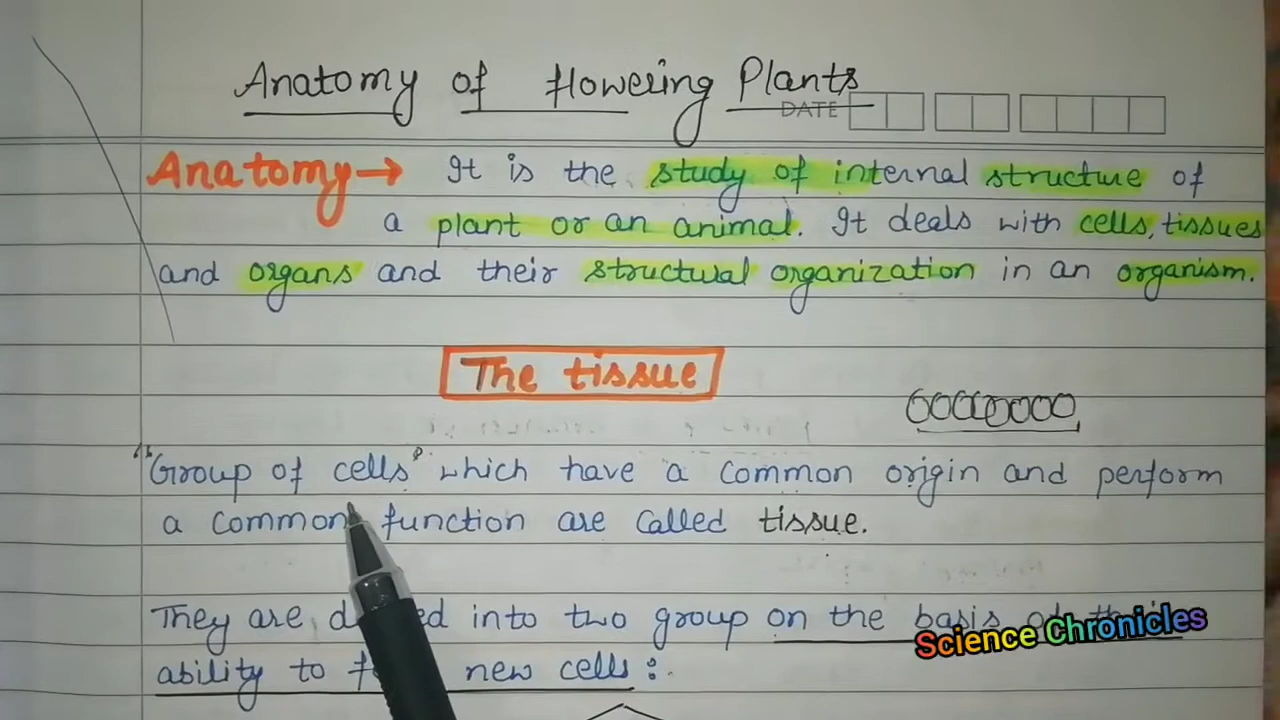 Anatomy of Flowering Plants
DATE
Anatomy → It is the study of internal structure of
a plant or an animal. It deals with cells, tissues
and organs and their structural organization in an organism.
The tissue
"Group of cells" which have a common origin and perform
a common function are called tissue.
They are into two group on the basis
ability to new cells :
Science Chronicles